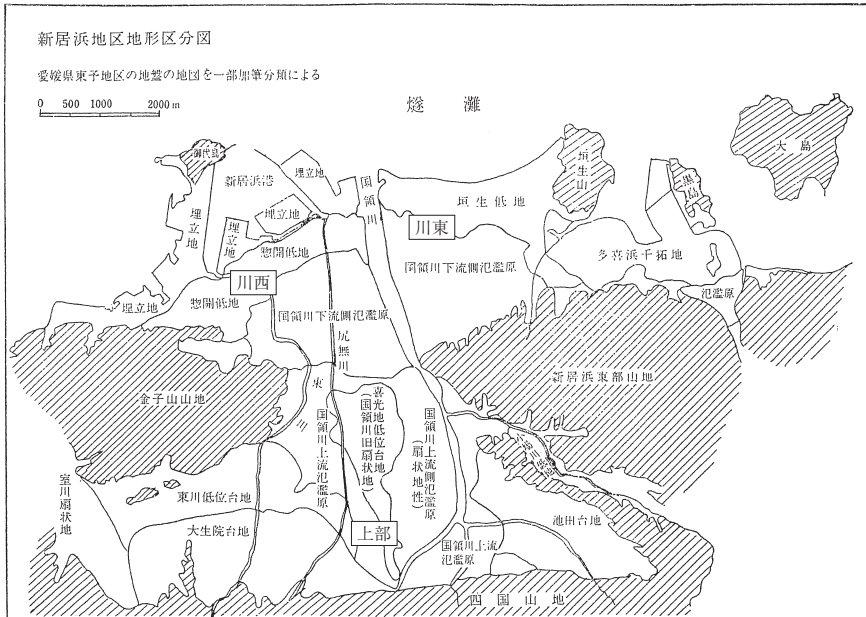 新居浜地区地形区分図
愛媛県東予地区の地盤の地図を一部加筆分類による
0 500 1000 2000m
燧灘
御代島
新居浜港
埋立地
国領川
垣生低地
垣生山
黒島
大島
埋立地
埋立地
埋立地
惣開低地
川東
多喜浜干拓地
国領川下流側氾濫原
氾濫原
川西
惣開低地
埋立地
国領川下流側氾濫原
尻無川
新居浜東部山地
金子山山地
東川
国領川上流氾濫原
喜光地低位台地
(国領川旧扇状地)
国領川上流側氾濫原
(扇状地性)
室川扇状地
東川低位台地
大生院台地
上部
国領川上流
氾濫原
池田台地
四国山地